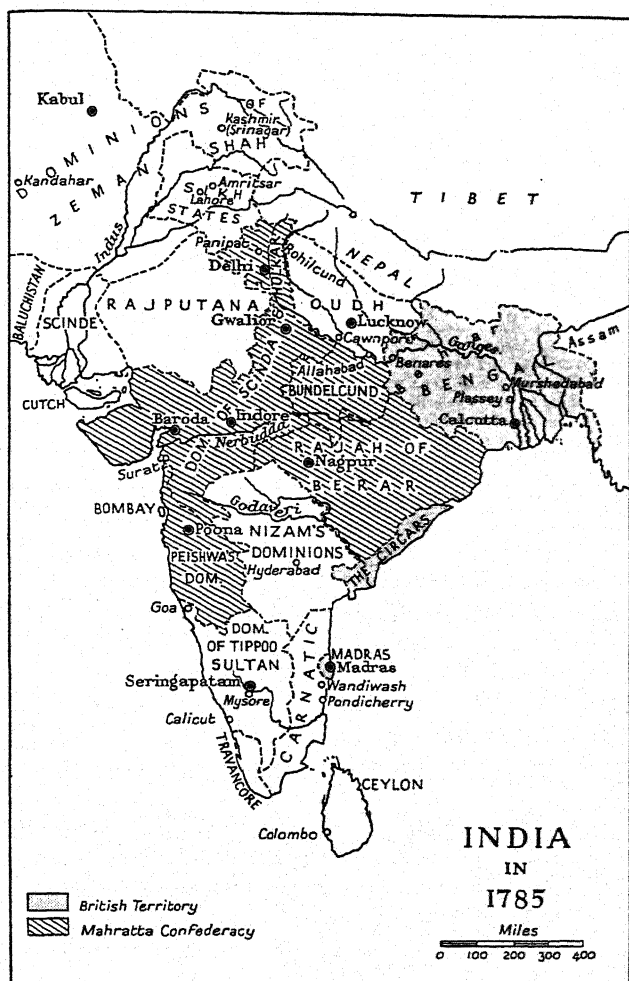 Kabul
DOMINIONS OF
ZEMAN SHAH
Kashmir
(Srinagar)
Kandahar
Amritsar
SIKH
Lahore
STATES
TIBET
Indus
Panipat
Delhi
HOLKAR
Rohilcund
NEPAL
BALUCHISTAN
SCINDE
RAJPUTANA
OUDH
Gwalior
Lucknow
Cawnpore
Ganges
Assam
Allahabad
Benares
BENGAL
Murshedabad
Plassey
BUNDELCUND
CUTCH
DOM. OF SCINDIA
Baroda
Indore
Calcutta
Nerbudda
Surat
RAJAH OF
Nagpur
BERAR
BOMBAY
Godaveri
Poona
NIZAM'S
DOMINIONS
PEISHWA'S
DOM.
Hyderabad
THE CIRCARS
Goa
DOM.
OF TIPPOO
SULTAN
CARNATIC
MADRAS
Madras
Seringapatam
Mysore
Wandiwash
Pondicherry
Calicut
TRAVANCORE
CEYLON
Colombo
INDIA
IN
1785
British Territory
Mahratta Confederacy
Miles
0 100 200 300 400